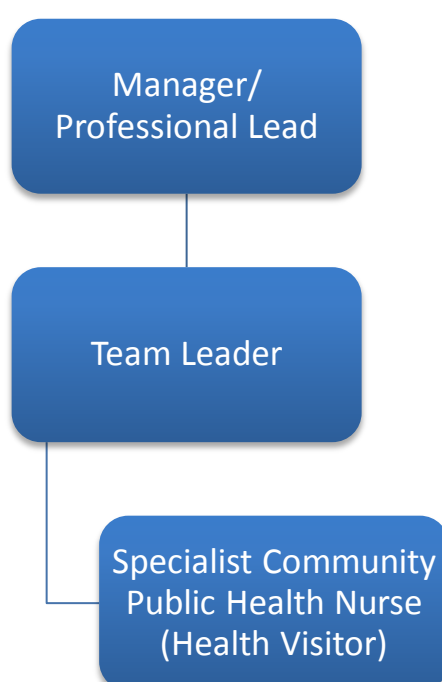 Manager/
Professional Lead
Team Leader
Specialist Community
Public Health Nurse
(Health Visitor)